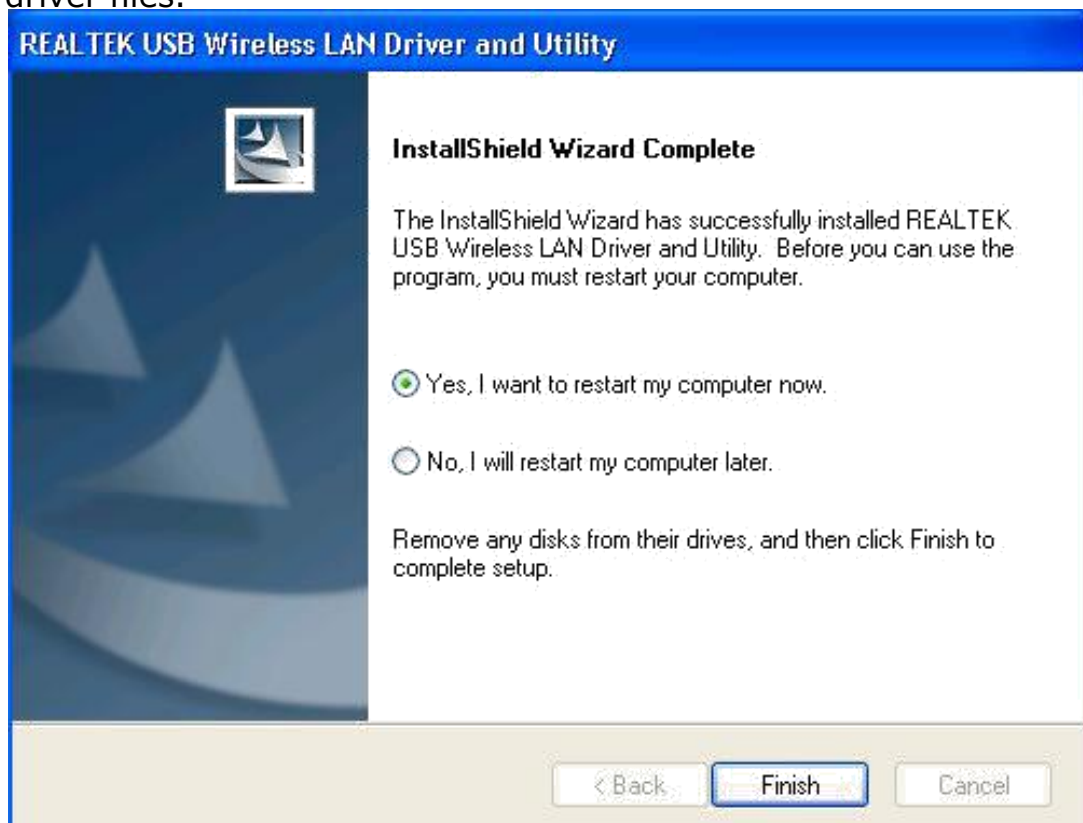 driver files.
REALTEK USB Wireless LAN Driver and Utility
InstallShield Wizard Complete
The InstallShield Wizard has successfully installed REALTEK
USB Wireless LAN Driver and Utility.  Before you can use the
program, you must restart your computer.
Yes, I want to restart my computer now.
No, I will restart my computer later.
Remove any disks from their drives, and then click Finish to
complete setup.
< Back Finish Cancel